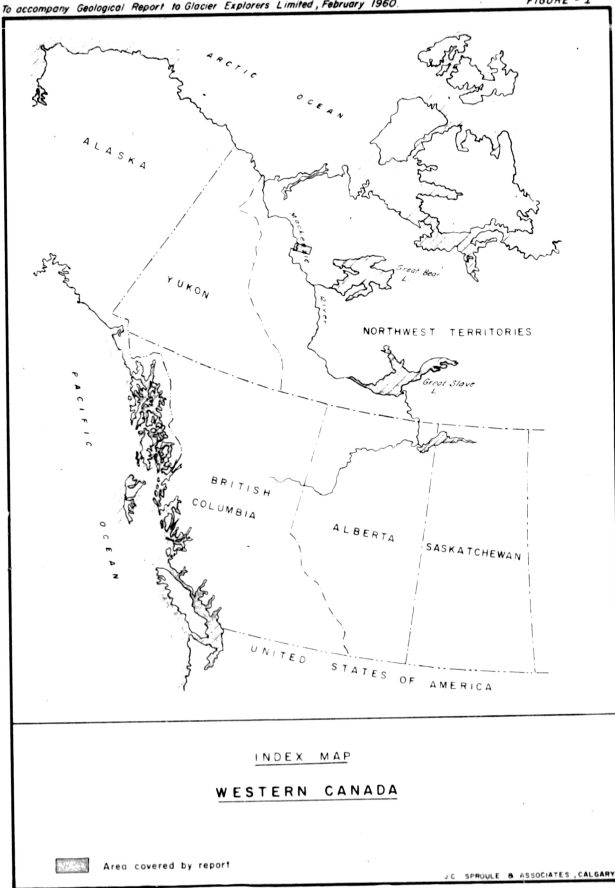 To accompany Geological Report to Glacier Explorers Limited, February 1960.
FIGURE - 1
ARCTIC OCEAN
ALASKA
Mackenzie
River
Great Bear
L.
YUKON
NORTHWEST TERRITORIES
Great Slave
L.
PACIFIC
OCEAN
BRITISH
COLUMBIA
ALBERTA
SASKATCHEWAN
UNITED STATES OF AMERICA
INDEX MAP
WESTERN CANADA
Area covered by report
J.C. SPROULE & ASSOCIATES, CALGARY